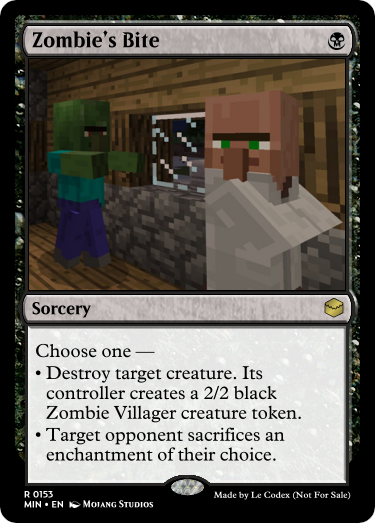 Zombie's Bite
Sorcery
Choose one —
• Destroy target creature. Its
controller creates a 2/2 black
Zombie Villager creature token.
• Target opponent sacrifices an
enchantment of their choice.
R 0153
MIN • EN Mojang Studios
Made by Le Codex (Not For Sale)